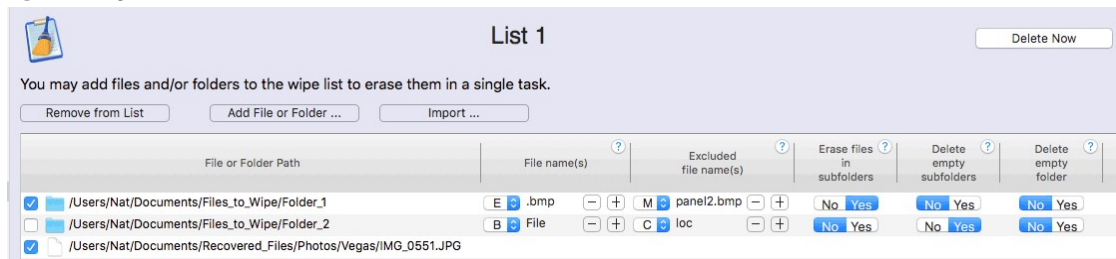 List 1
Delete Now
You may add files and/or folders to the wipe list to erase them in a single task.
Remove from List Add File or Folder ... Import ...
File or Folder Path File name(s) ? Excluded file name(s) ? Erase files in subfolders ? Delete empty subfolders ? Delete empty folder ?
/Users/Nat/Documents/Files_to_Wipe/Folder_1 E .bmp − + M panel2.bmp − + No Yes No Yes No Yes
/Users/Nat/Documents/Files_to_Wipe/Folder_2 B File − + C loc − + No Yes No Yes No Yes
/Users/Nat/Documents/Recovered_Files/Photos/Vegas/IMG_0551.JPG